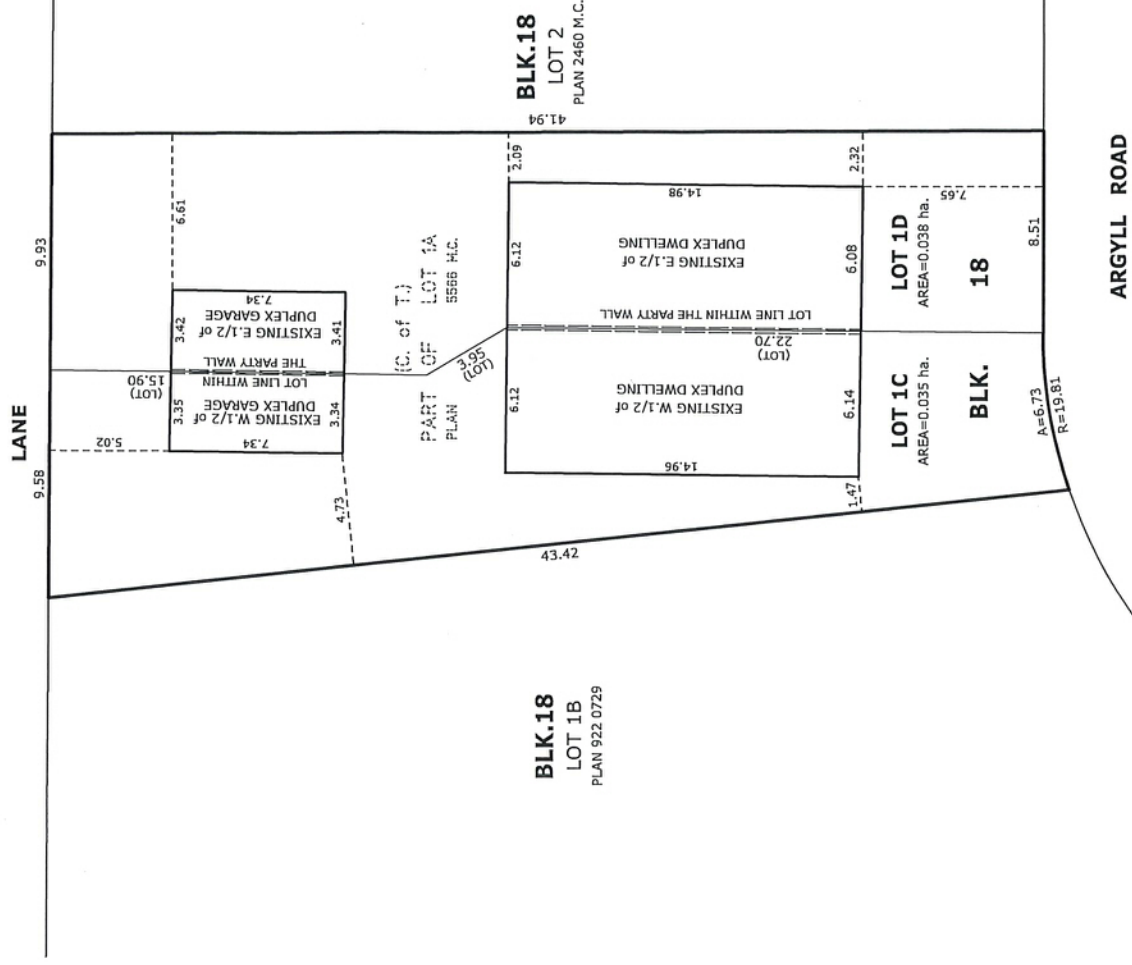 LANE
9.58
9.93
5.02
15.90
(LOT)
6.61
3.35
3.42
7.34
7.34
EXISTING W.1/2 of
DUPLEX GARAGE
LOT LINE WITHIN
THE PARTY WALL
EXISTING E.1/2 of
DUPLEX GARAGE
3.34
3.41
4.73
PART OF LOT 1A
(C. of T.)
PLAN 5566 M.C.
3.95
(LOT)
41.94
BLK.18
LOT 2
PLAN 2460 M.C.
2.09
6.12
6.12
14.96
14.98
EXISTING W.1/2 of
DUPLEX DWELLING
LOT LINE WITHIN THE PARTY WALL
EXISTING E.1/2 of
DUPLEX DWELLING
22.70
(LOT)
1.47
6.14
6.08
2.32
43.42
BLK.18
LOT 1B
PLAN 922 0729
LOT 1C
AREA=0.035 ha.
LOT 1D
AREA=0.038 ha.
7.65
BLK. 18
8.51
A=6.73
R=19.81
ARGYLL ROAD